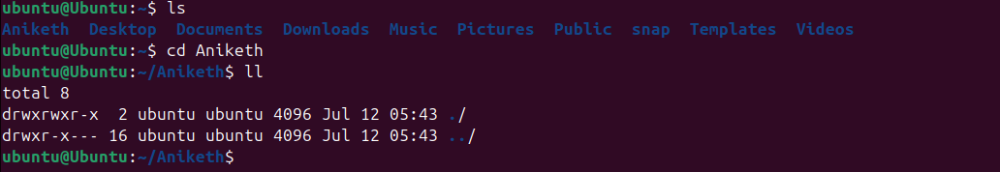 ubuntu@Ubuntu:~$ ls
Aniketh  Desktop  Documents  Downloads  Music  Pictures  Public  snap  Templates  Videos
ubuntu@Ubuntu:~$ cd Aniketh
ubuntu@Ubuntu:~/Aniketh$ ll
total 8
drwxrwxr-x  2 ubuntu ubuntu 4096 Jul 12 05:43 ./
drwxr-x--- 16 ubuntu ubuntu 4096 Jul 12 05:43 ../
ubuntu@Ubuntu:~/Aniketh$